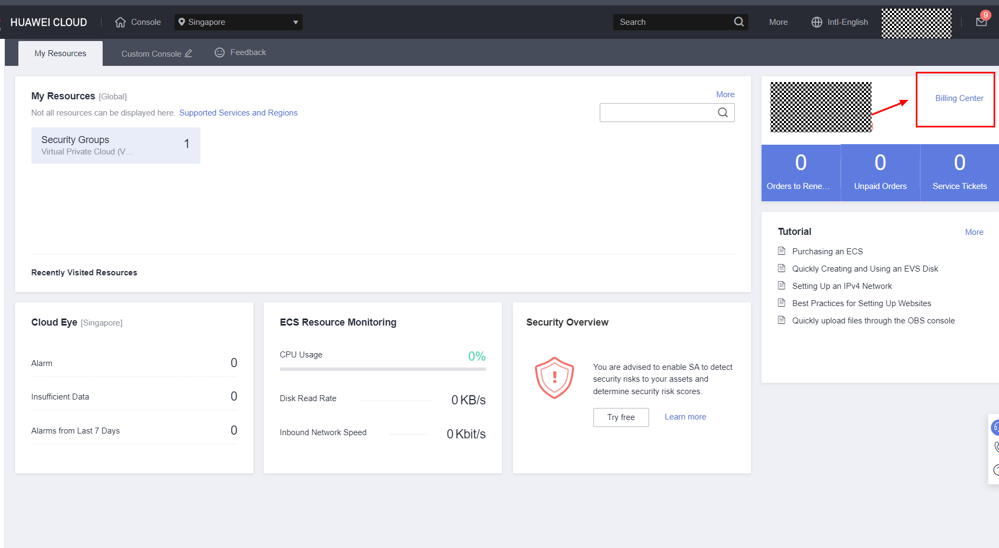 HUAWEI CLOUD
Console
Singapore
Search
More
Intl-English
9
My Resources
Custom Console
Feedback
My Resources [Global]
More
Not all resources can be displayed here. Supported Services and Regions
Security Groups
Virtual Private Cloud (V...
1
Recently Visited Resources
Billing Center
0
Orders to Rene...
0
Unpaid Orders
0
Service Tickets
Tutorial
More
Purchasing an ECS
Quickly Creating and Using an EVS Disk
Setting Up an IPv4 Network
Best Practices for Setting Up Websites
Quickly upload files through the OBS console
Cloud Eye [Singapore]
Alarm 0
Insufficient Data 0
Alarms from Last 7 Days 0
ECS Resource Monitoring
CPU Usage 0%
Disk Read Rate 0 KB/s
Inbound Network Speed 0 Kbit/s
Security Overview
You are advised to enable SA to detect
security risks to your assets and
determine security risk scores.
Try free
Learn more